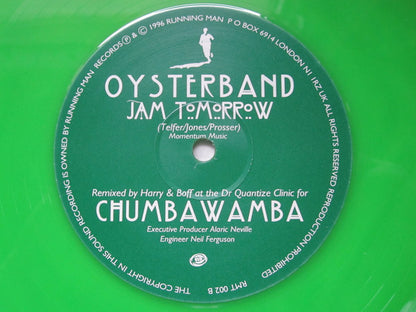 ℗ & © 1996 RUNNING MAN RECORDS P O BOX 6914 LONDON N1 RZ UK ALL RIGHTS RESERVED REPRODUCTION PROHIBITED
THE COPYRIGHT IN THIS SOUND RECORDING IS OWNED BY RUNNING MAN RECORDS
OYSTERBAND
JAM TOMORROW
(Telfer/Jones/Prosser)
Momentum Music
Remixed by Harry & Boff at the Dr Quantize Clinic for
CHUMBAWAMBA
Executive Producer Alaric Neville
Engineer Neil Ferguson
RMT 002 B